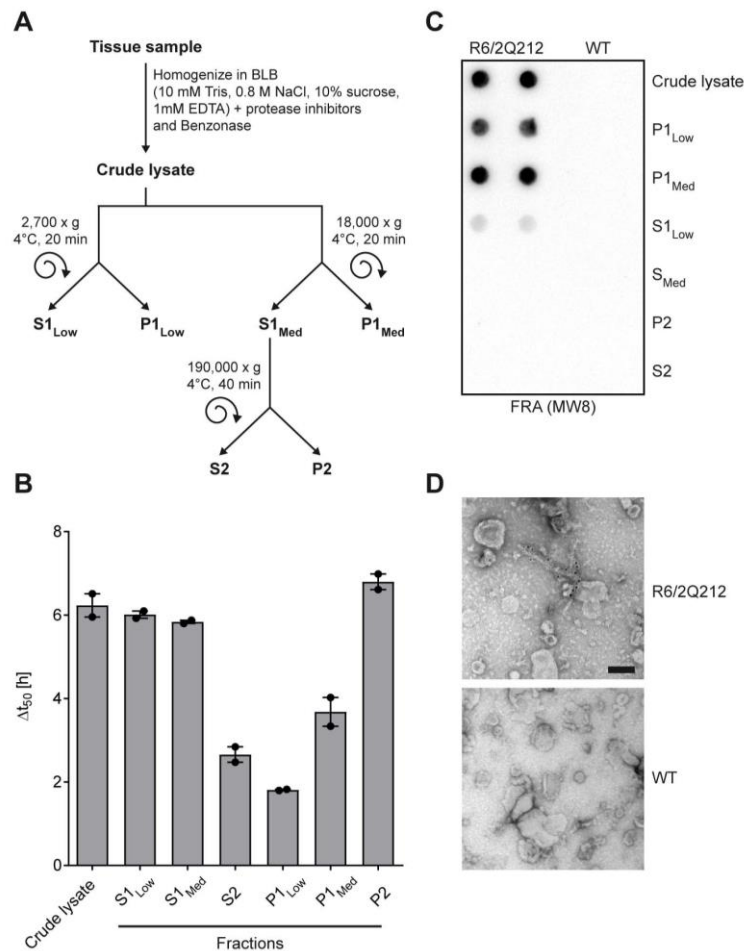 A
Tissue sample
Homogenize in BLB
(10 mM Tris, 0.8 M NaCl, 10% sucrose,
1mM EDTA) + protease inhibitors
and Benzonase
Crude lysate
2,700 x g
4°C, 20 min
18,000 x g
4°C, 20 min
S1Low
P1Low
S1Med
P1Med
190,000 x g
4°C, 40 min
S2
P2
B
Δt50 [h]
8
6
4
2
0
Crude lysate
S1Low
S1Med
S2
P1Low
P1Med
P2
Fractions
C
R6/2Q212 WT
Crude lysate
P1Low
P1Med
S1Low
SMed
P2
S2
FRA (MW8)
D
R6/2Q212
WT